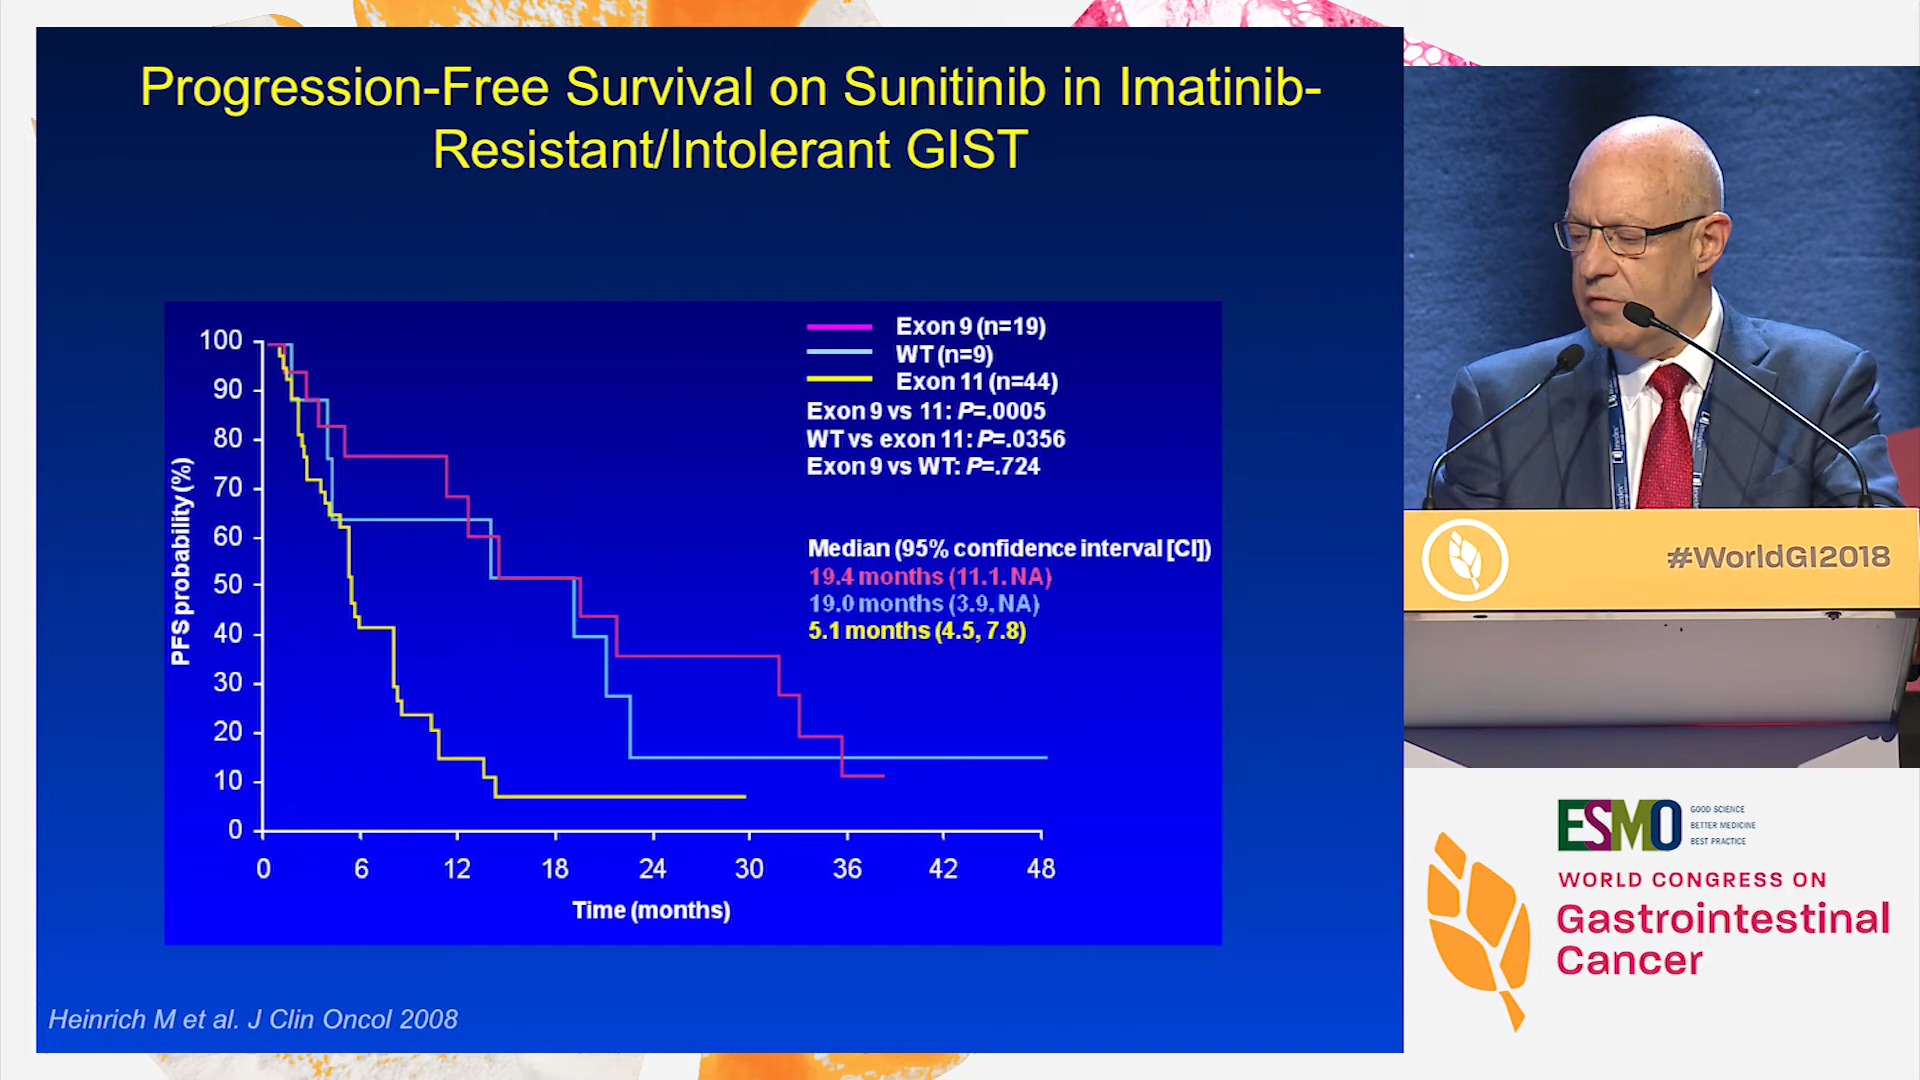 Progression-Free Survival on Sunitinib in Imatinib-
Resistant/Intolerant GIST
Exon 9 (n=19)
WT (n=9)
Exon 11 (n=44)
Exon 9 vs 11: P=.0005
WT vs exon 11: P=.0356
Exon 9 vs WT: P=.724
Median (95% confidence interval [CI])
19.4 months (11.1. NA)
19.0 months (3.9. NA)
5.1 months (4.5, 7.8)
PFS probability (%)
100
90
80
70
60
50
40
30
20
10
0
0 6 12 18 24 30 36 42 48
Time (months)
Heinrich M et al. J Clin Oncol 2008
#WorldGI2018
ESMO
GOOD SCIENCE
BETTER MEDICINE
BEST PRACTICE
WORLD CONGRESS ON
Gastrointestinal
Cancer